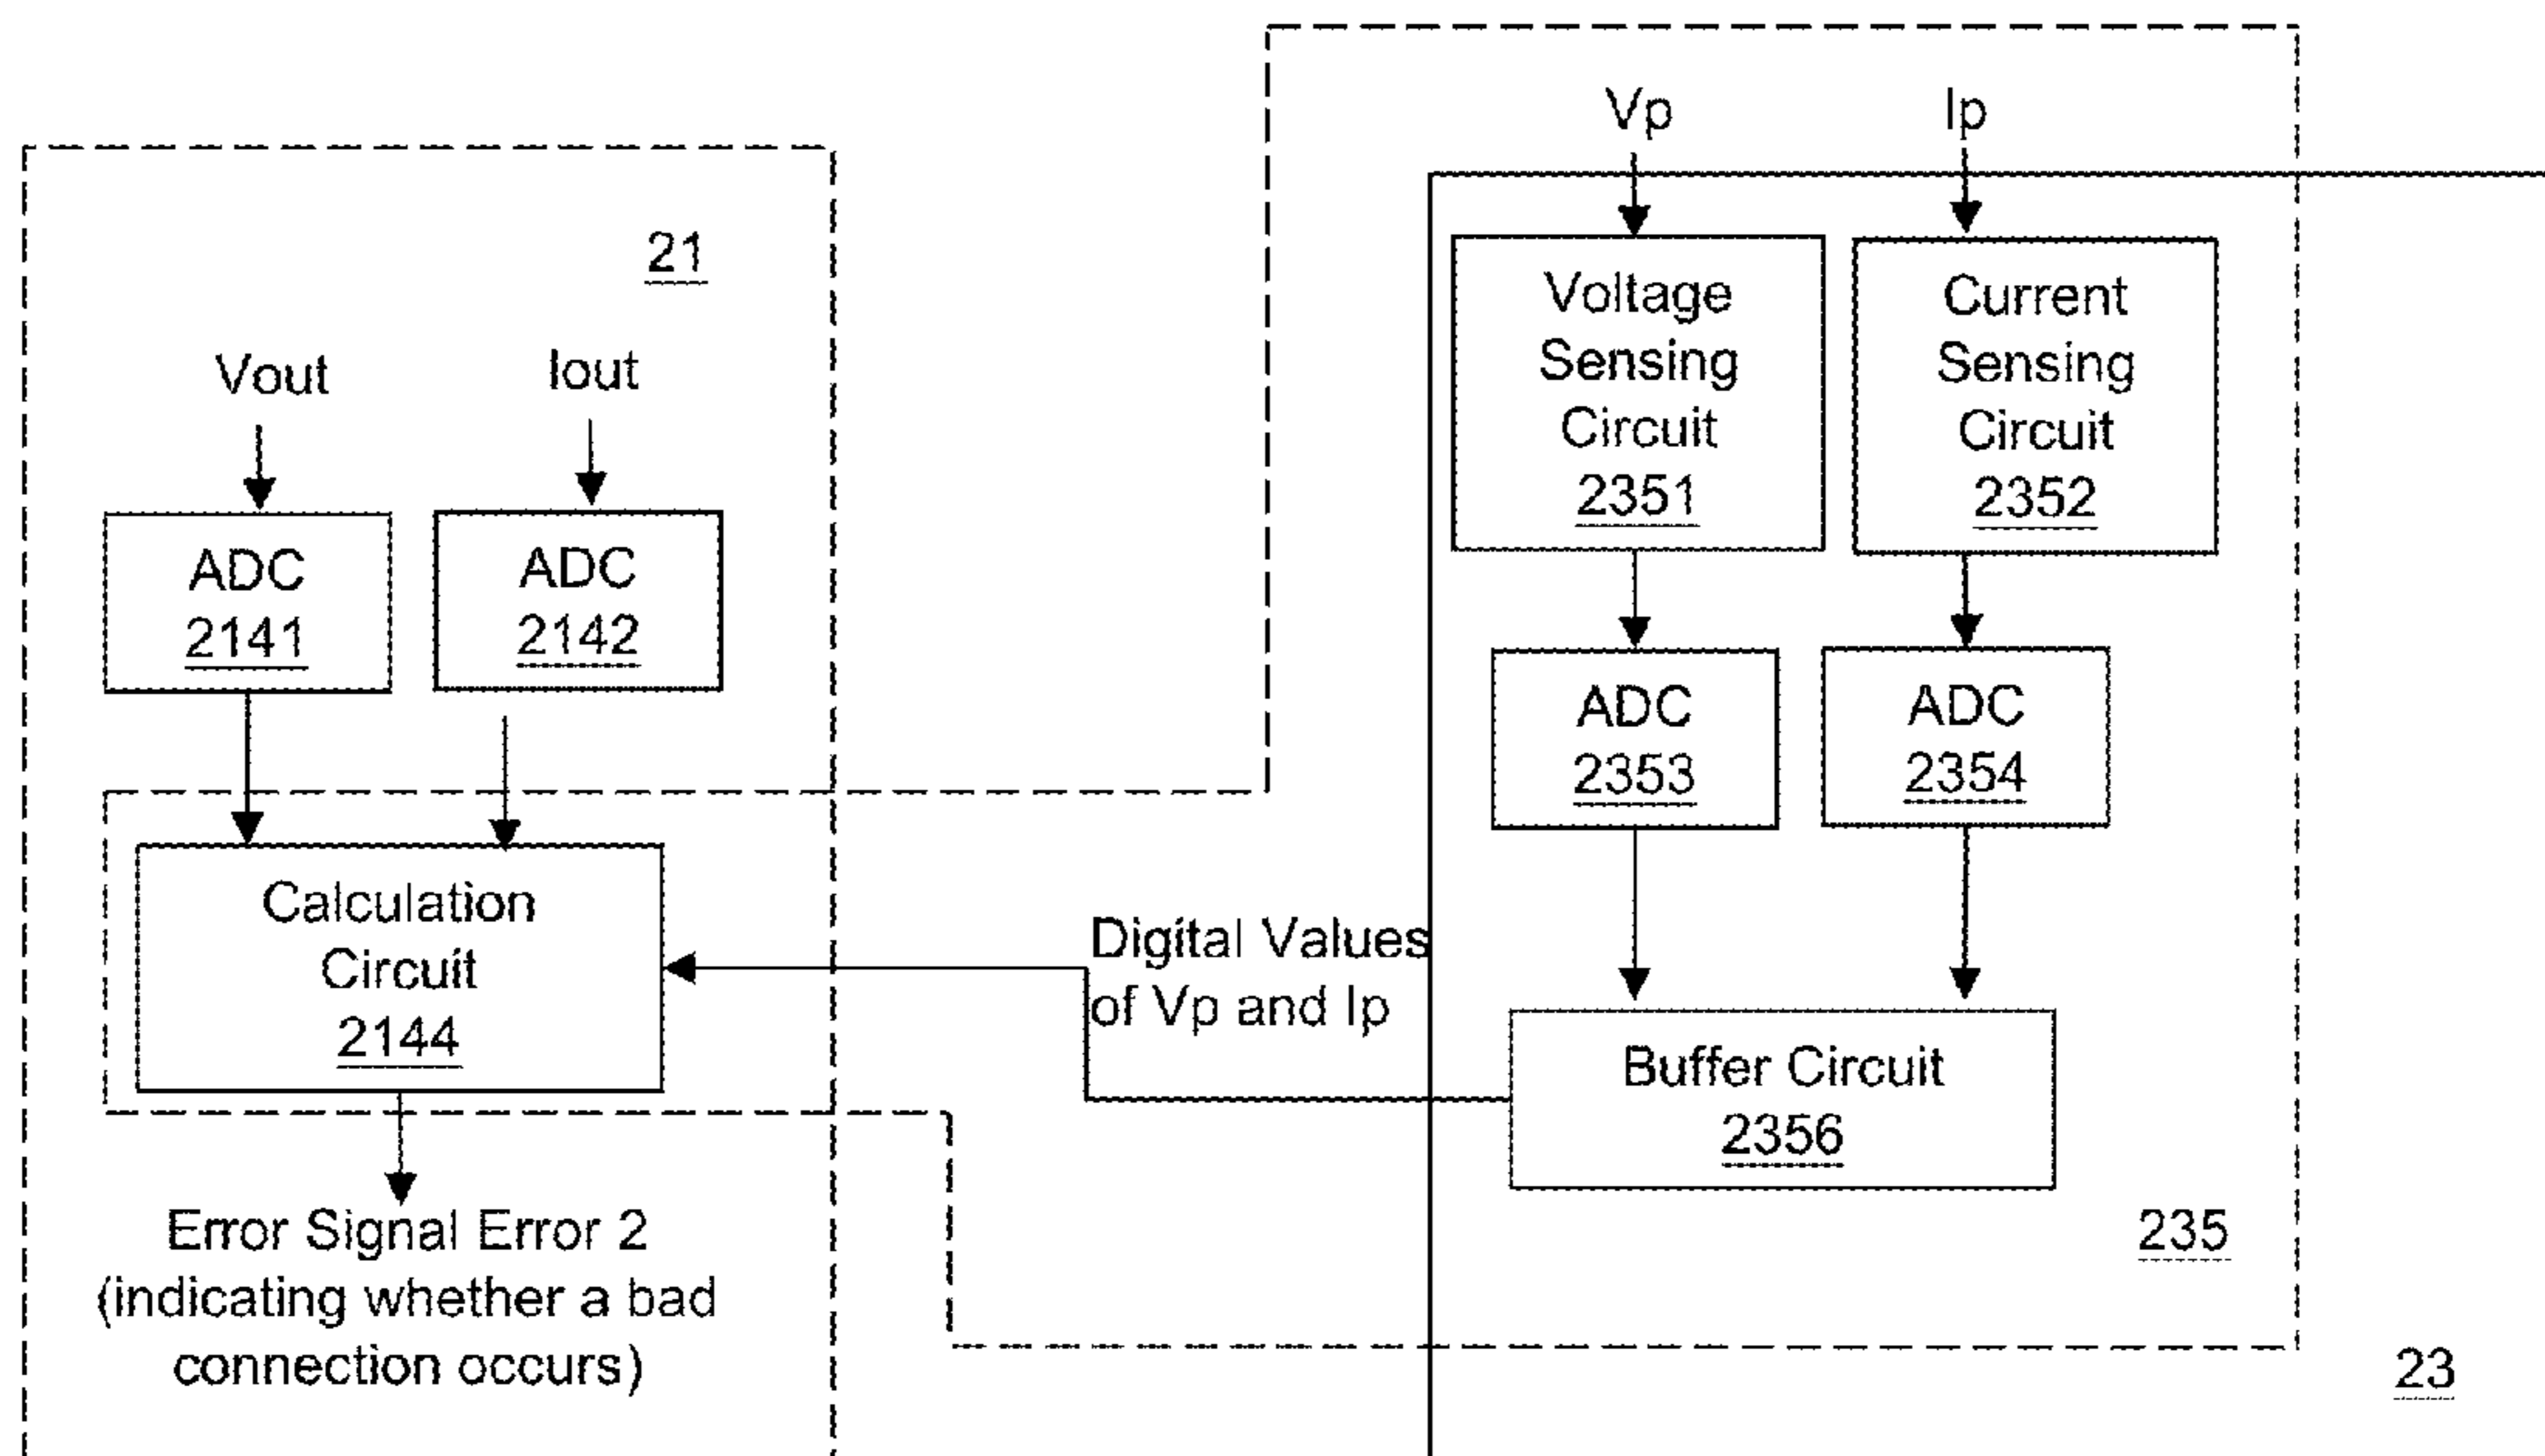 21
Vout
Iout
ADC
2141
ADC
2142
Calculation
Circuit
2144
Error Signal Error 2
(indicating whether a bad
connection occurs)
Digital Values
of Vp and Ip
Vp
Ip
Voltage
Sensing
Circuit
2351
Current
Sensing
Circuit
2352
ADC
2353
ADC
2354
Buffer Circuit
2356
235
23